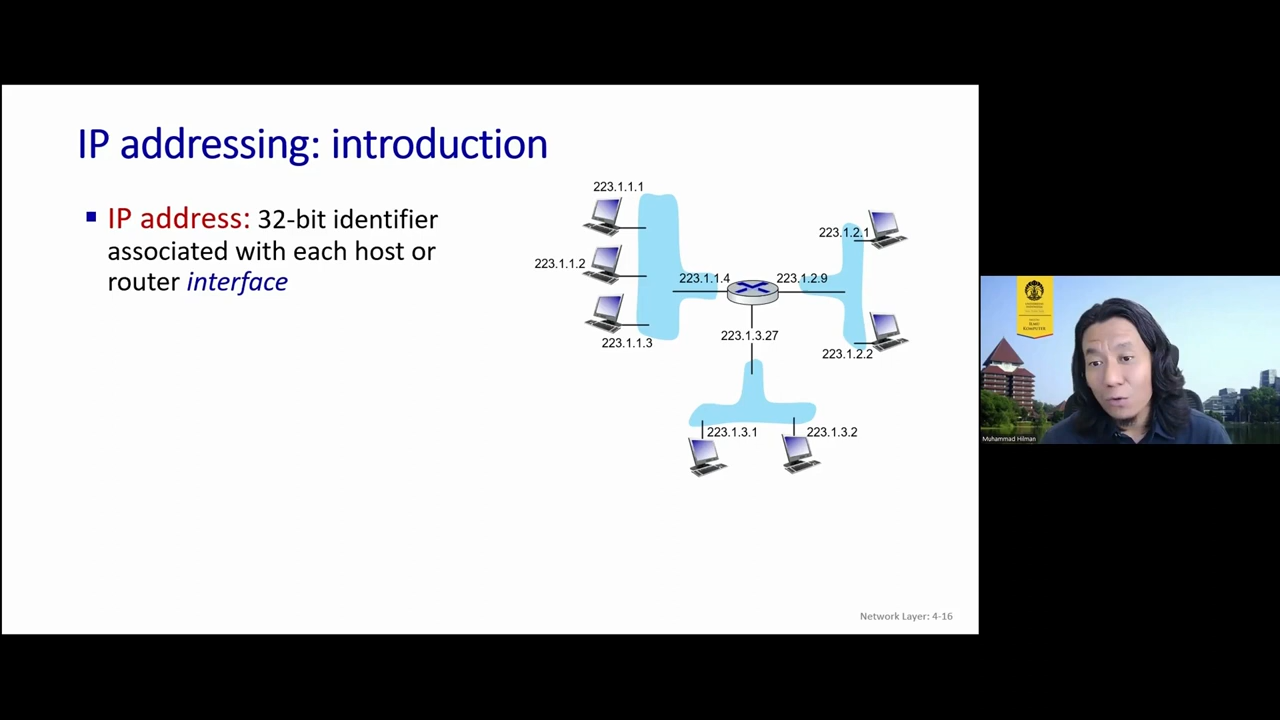 IP addressing: introduction
IP address: 32-bit identifier
associated with each host or
router interface
223.1.1.1
223.1.1.2
223.1.1.3
223.1.1.4
223.1.2.9
223.1.2.1
223.1.2.2
223.1.3.27
223.1.3.1
223.1.3.2
Network Layer: 4-16
ILMU
KOMPUTER
Muhammad Hilman